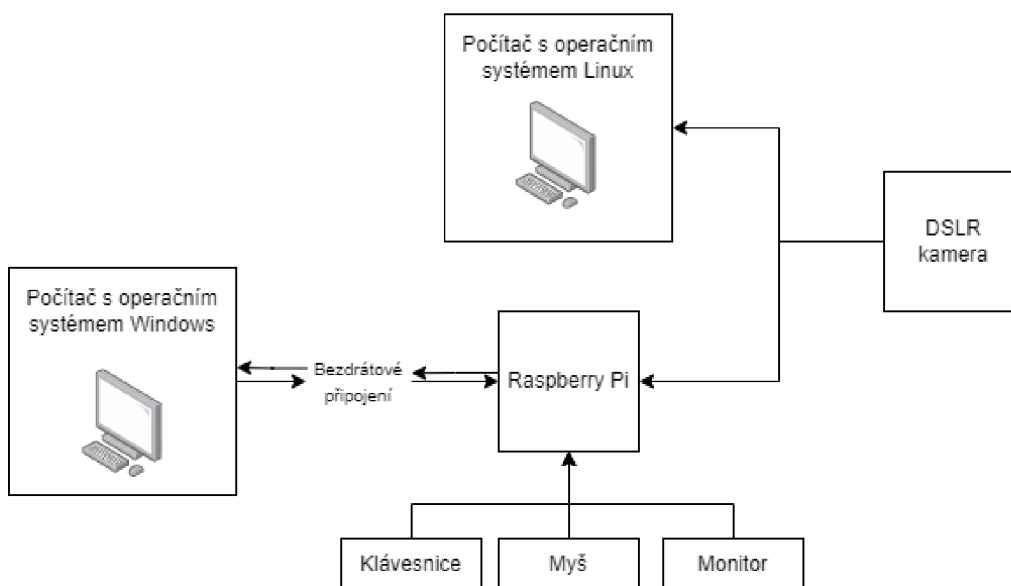 Počítač s operačním
systémem Linux
DSLR
kamera
Počítač s operačním
systémem Windows
Bezdrátové
připojení
Raspberry Pi
Klávesnice
Myš
Monitor